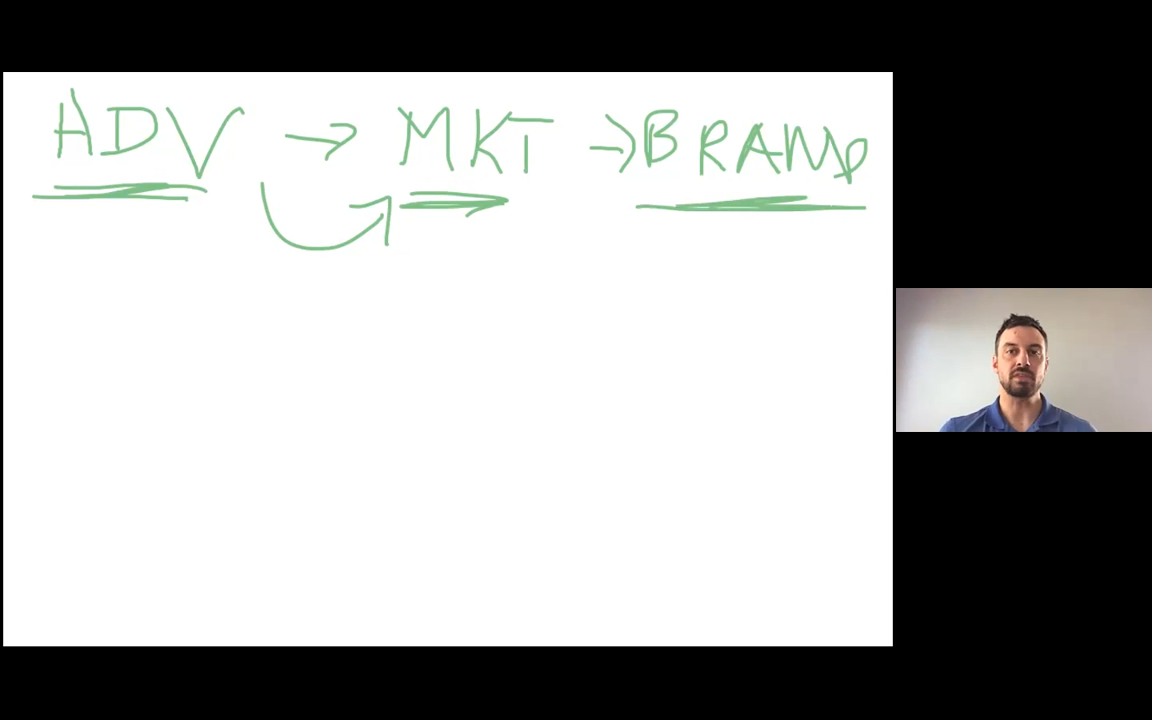 ADV → MKT → BRAND